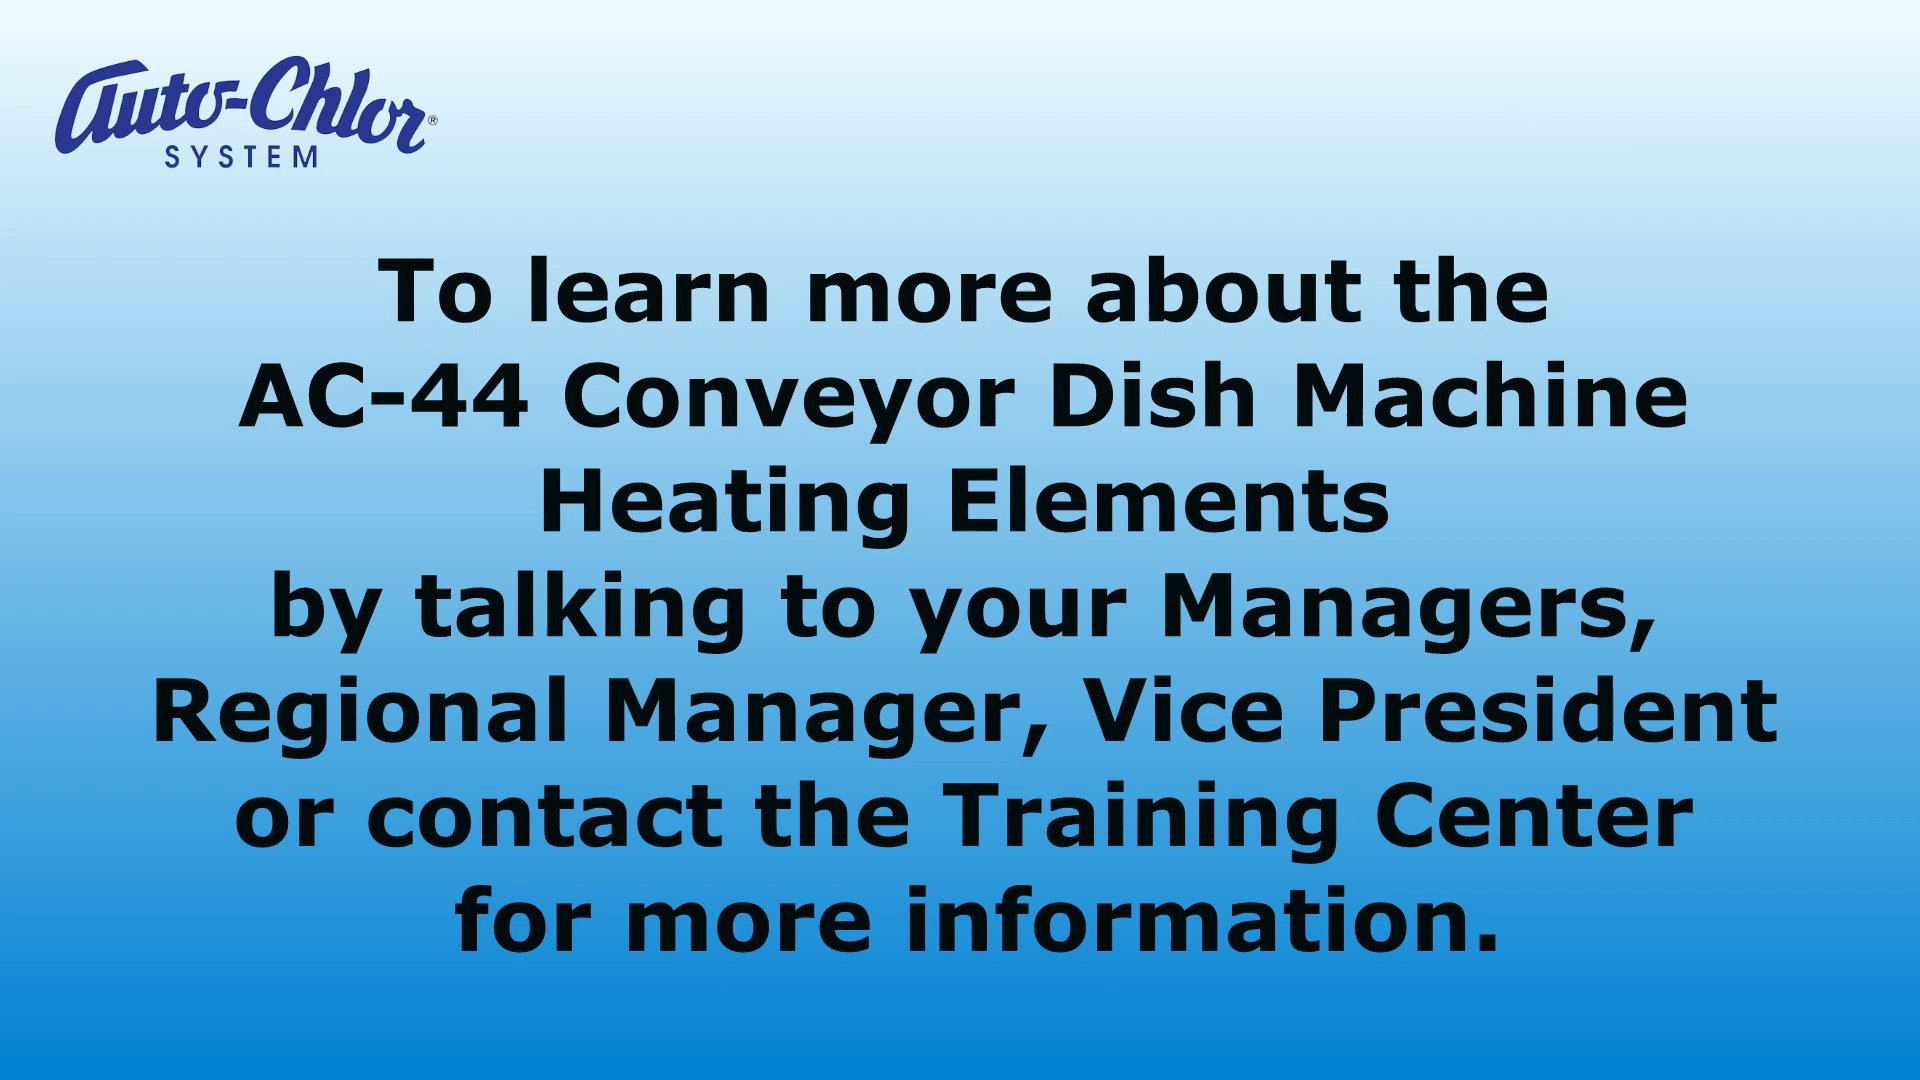 Auto-Chlor®
SYSTEM
To learn more about the
AC-44 Conveyor Dish Machine
Heating Elements
by talking to your Managers,
Regional Manager, Vice President
or contact the Training Center
for more information.